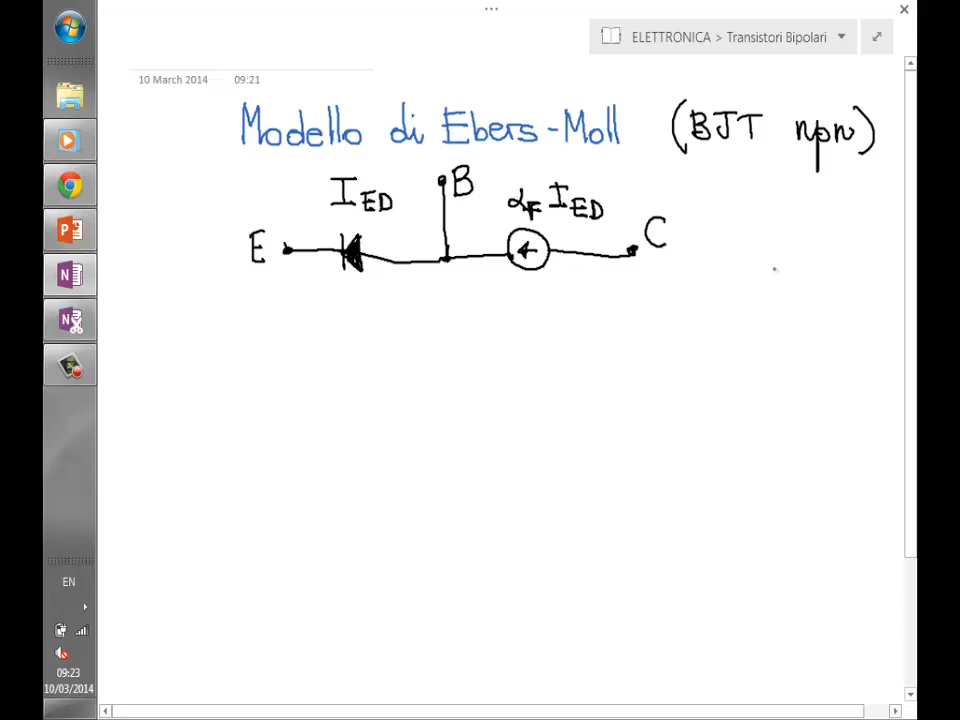 ELETTRONICA > Transistori Bipolari
10 March 2014 09:21
Modello di Ebers-Moll (BJT npn)
B
I_ED
α_F I_ED
E
C
EN
09:23
10/03/2014